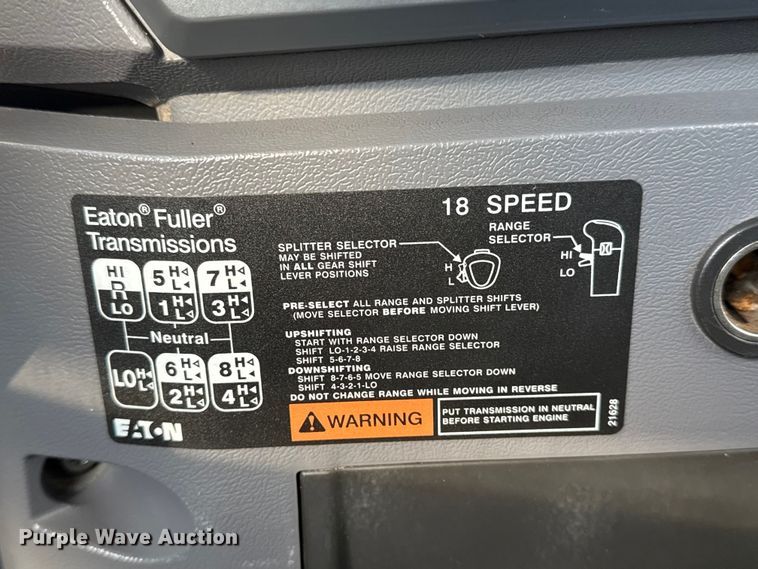 Eaton® Fuller®
Transmissions
18 SPEED
SPLITTER SELECTOR
MAY BE SHIFTED
IN ALL GEAR SHIFT
LEVER POSITIONS
H
L
RANGE
SELECTOR
HI
LO
HI
R
LO
5 H
L
1 H
L
7 H
L
3 H
L
Neutral
LO H
L
6 H
L
2 H
L
8 H
L
4 H
L
EATON
PRE-SELECT ALL RANGE AND SPLITTER SHIFTS
(MOVE SELECTOR BEFORE MOVING SHIFT LEVER)
UPSHIFTING
START WITH RANGE SELECTOR DOWN
SHIFT LO-1-2-3-4 RAISE RANGE SELECTOR
SHIFT 5-6-7-8
DOWNSHIFTING
SHIFT 8-7-6-5 MOVE RANGE SELECTOR DOWN
SHIFT 4-3-2-1-LO
DO NOT CHANGE RANGE WHILE MOVING IN REVERSE
WARNING
PUT TRANSMISSION IN NEUTRAL
BEFORE STARTING ENGINE
21628
Purple Wave Auction